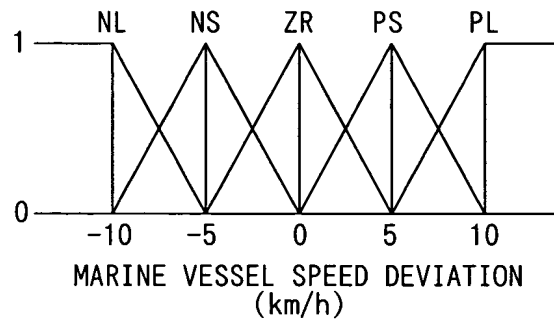 NL NS ZR PS PL
1
0
-10 -5 0 5 10
MARINE VESSEL SPEED DEVIATION
(km/h)